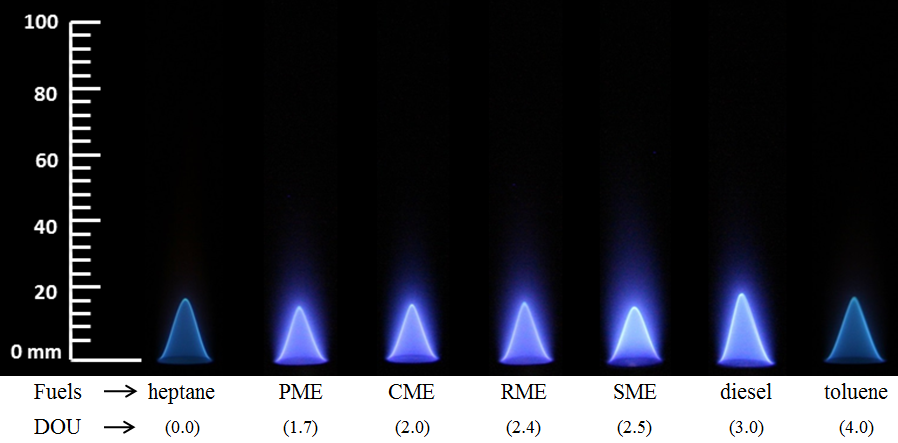 100
80
60
40
20
0 mm
Fuels → heptane PME CME RME SME diesel toluene
DOU → (0.0) (1.7) (2.0) (2.4) (2.5) (3.0) (4.0)